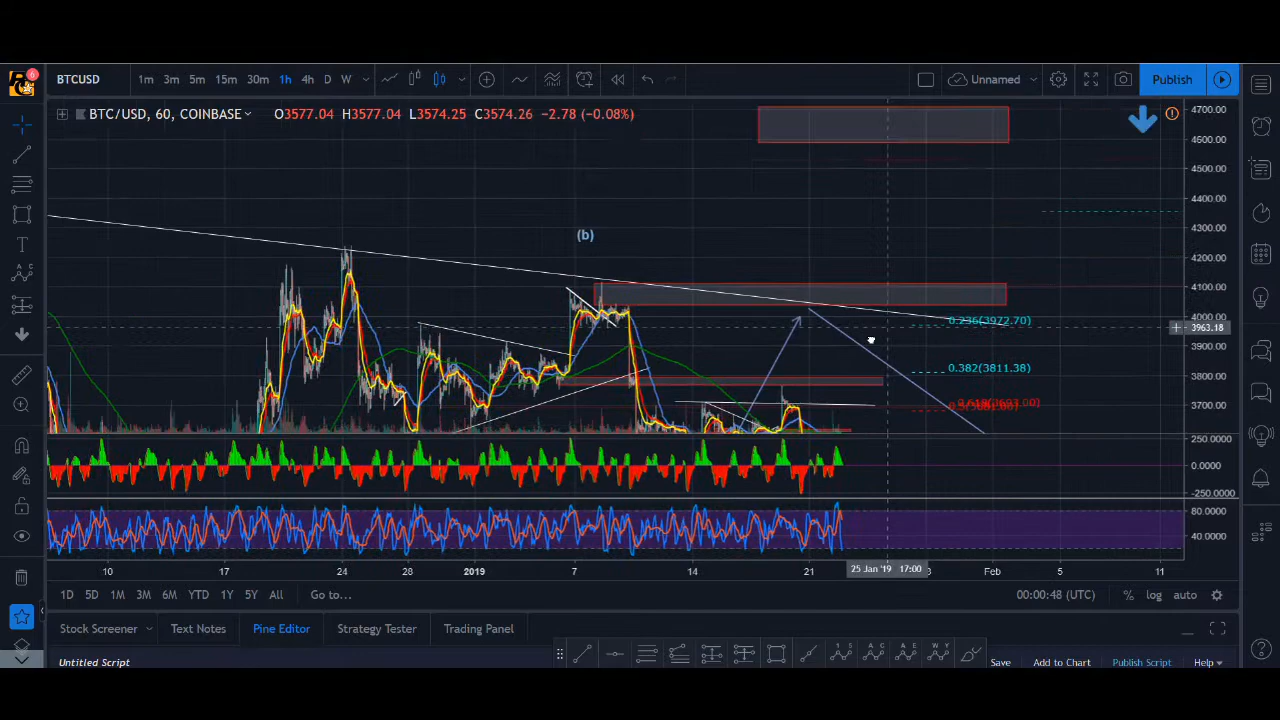 6
BTCUSD 1m 3m 5m 15m 30m 1h 4h D W Unnamed Publish
BTC/USD, 60, COINBASE O3577.04 H3577.04 L3574.25 C3574.26 −2.78 (−0.08%)
4700.00
4600.00
4500.00
4400.00
4300.00
(b)
4200.00
4100.00
4000.00
0.236(3972.70)
3963.18
3900.00
0.382(3811.38)
3800.00
3700.00
250.0000
0.0000
-250.0000
80.0000
40.0000
10 17 24 28 2019 7 14 21 25 Jan '19 17:00 Feb 5 11
1D 5D 1M 3M 6M YTD 1Y 5Y All Go to... 00:00:48 (UTC) % log auto
Stock Screener Text Notes Pine Editor Strategy Tester Trading Panel
Untitled Script Save Add to Chart Publish Script Help